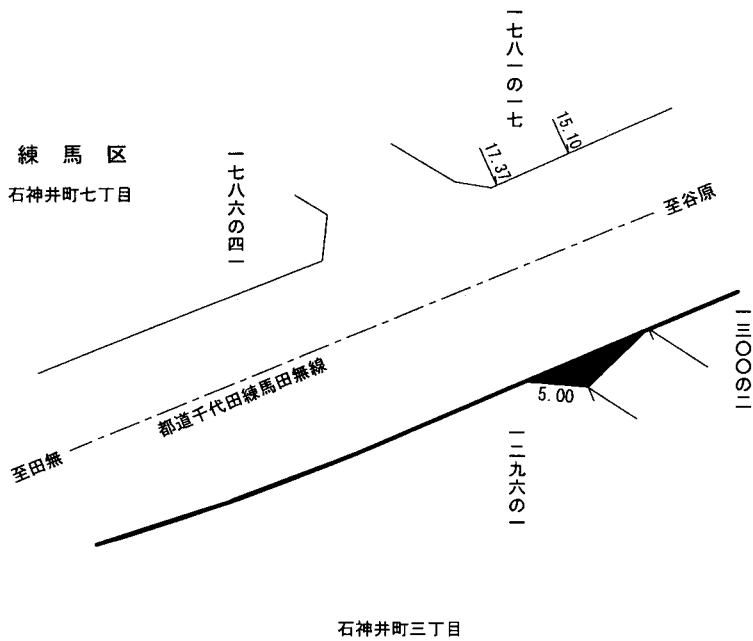 一七八一の一七
15.10
17.37
練馬区
石神井町七丁目
一七八六の四一
至谷原
都道千代田練馬田無線
至田無
5.00
一三〇〇の二
一二九六の一
石神井町三丁目